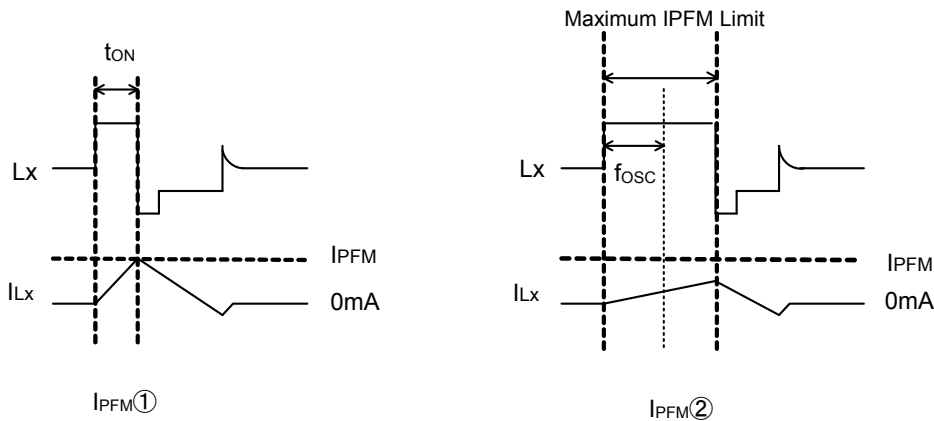 tON
Lx
IPFM
ILx
0mA
IPFM①
Maximum IPFM Limit
Lx
fOSC
IPFM
ILx
0mA
IPFM②